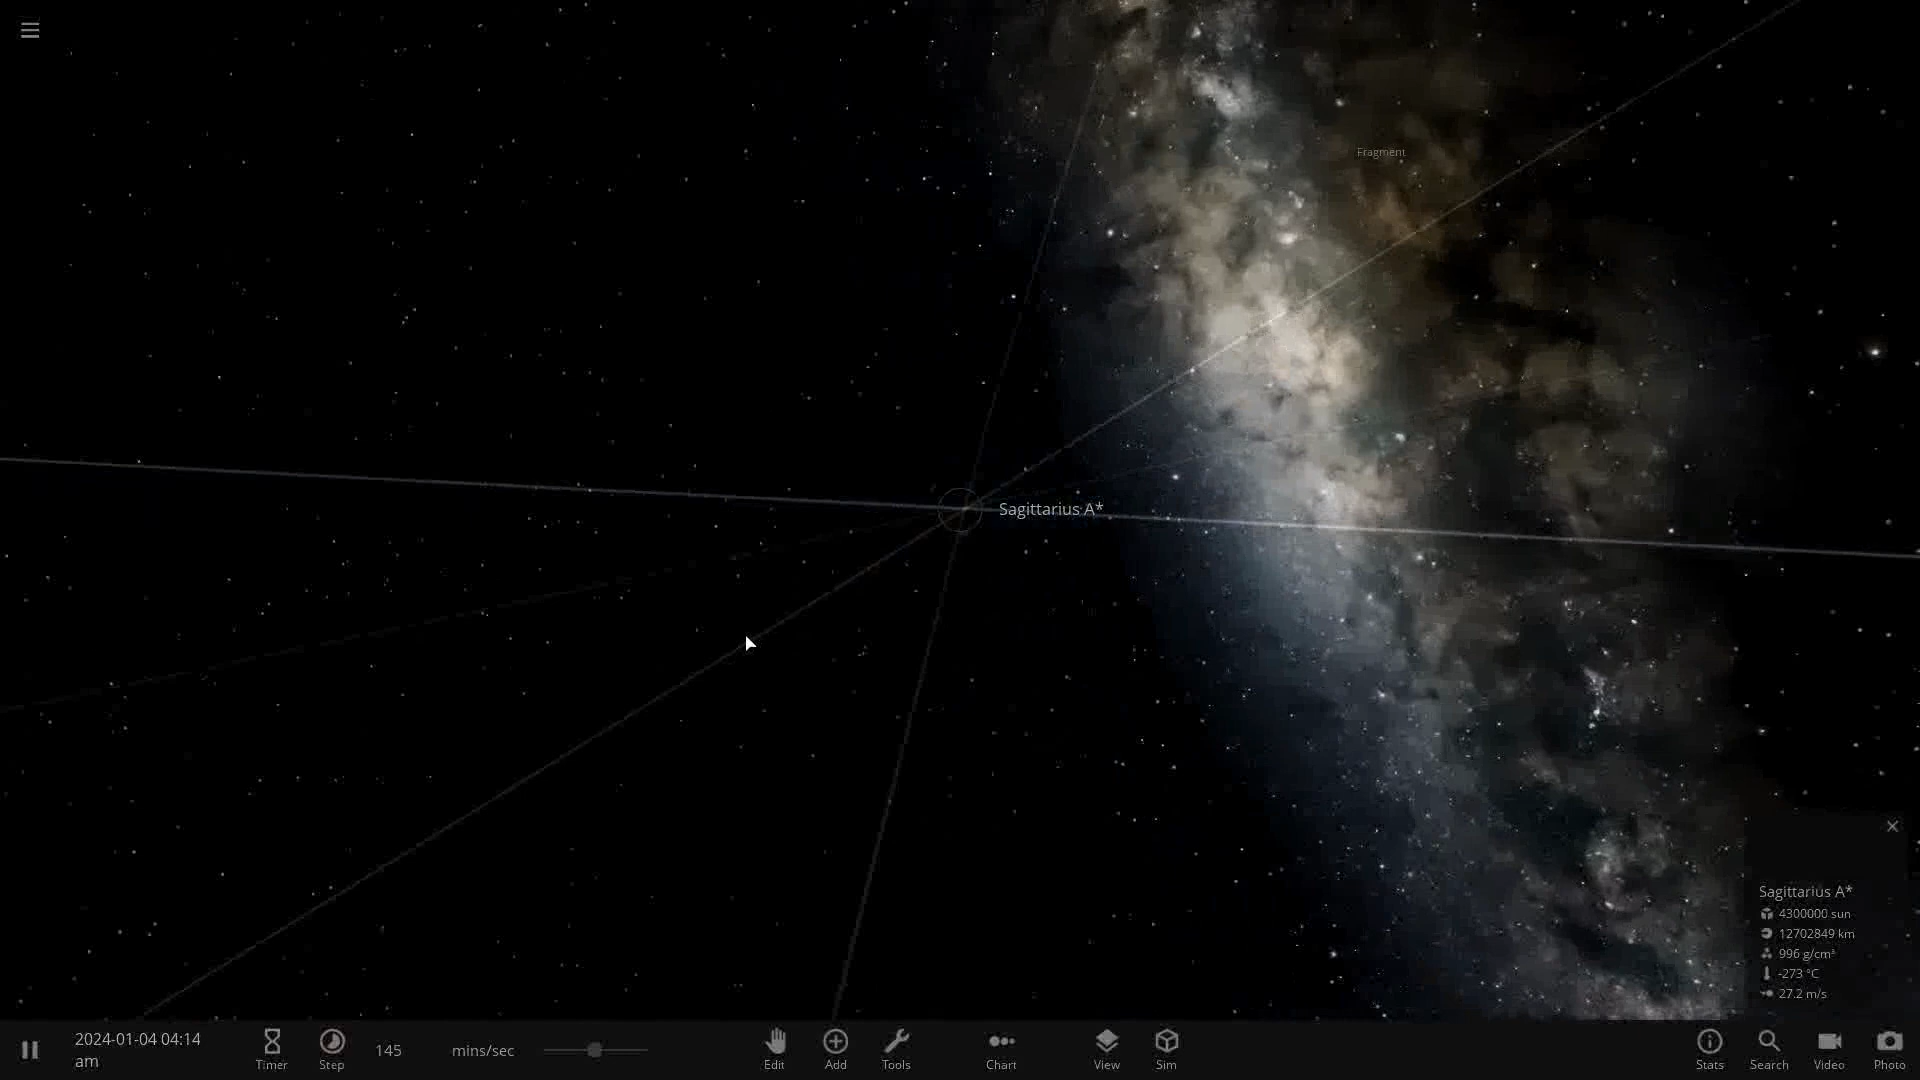 Fragment
Sagittarius A*
Sagittarius A*
4300000 sun
12702849 km
996 g/cm³
-273 °C
27.2 m/s
2024-01-04 04:14
am
Timer
Step
145
mins/sec
Edit
Add
Tools
Chart
View
Sim
Stats
Search
Video
Photo